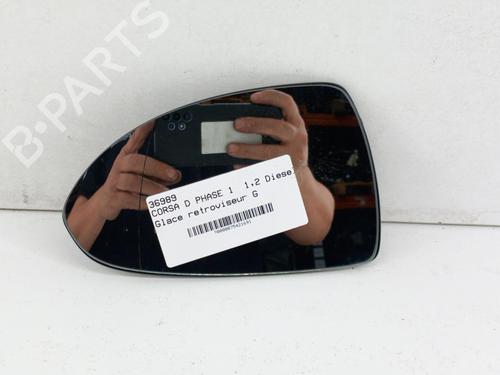 B-PARTS
36989
CORSA D PHASE 1 1.2 Diese
Glace retroviseur G